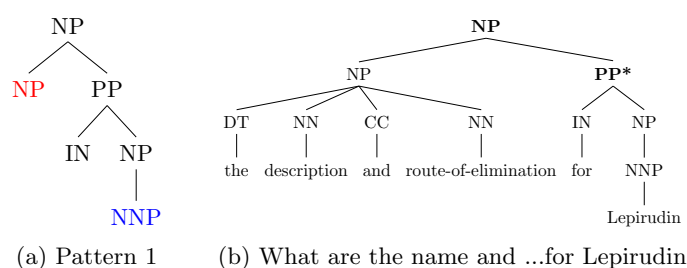 NP
NP
NP PP
NP PP*
IN NP
DT NN CC NN IN NP
the description and route-of-elimination for NNP
NNP
Lepirudin
(a) Pattern 1
(b) What are the name and ...for Lepirudin